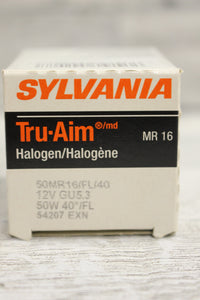 SYLVANIA
Tru-Aim®/md MR 16
Halogen/Halogène
50MR16/FL/40
12V GU5.3
50W 40°/FL
54207 EXN